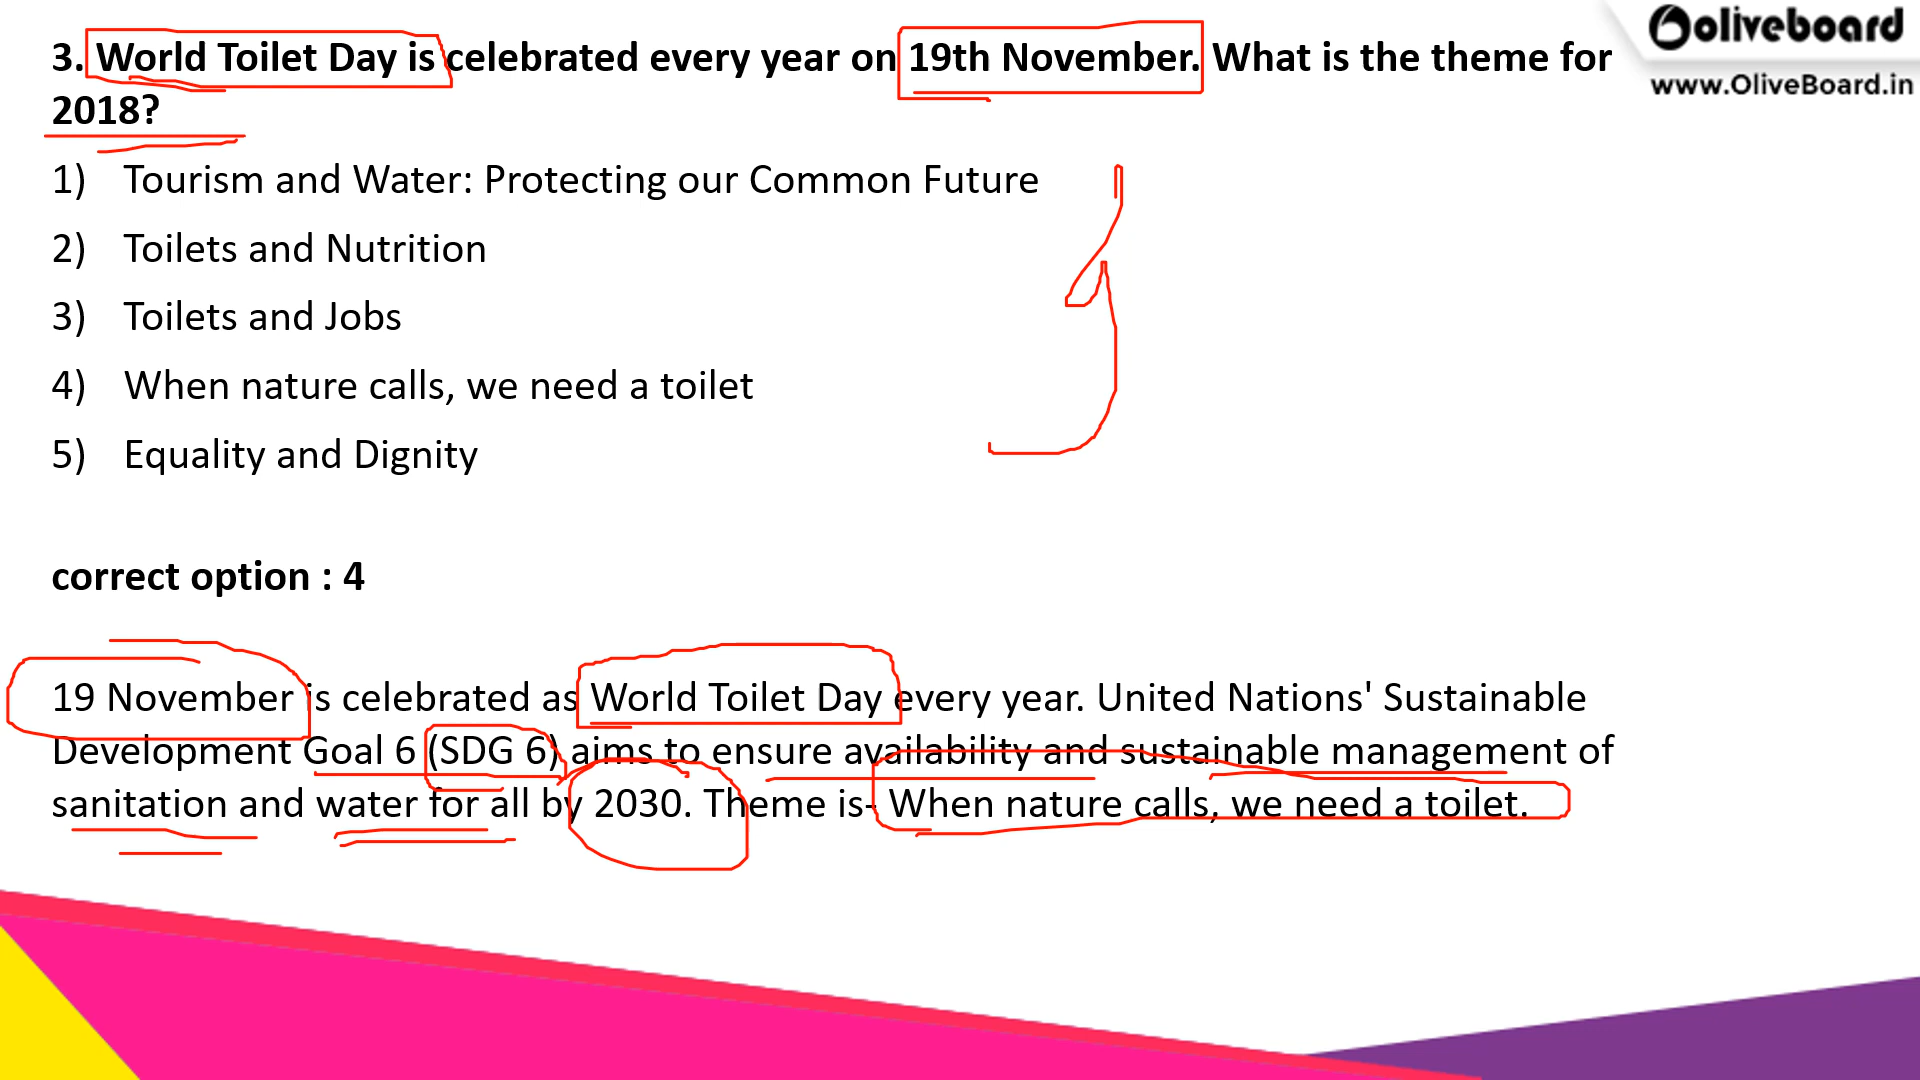 oliveboard
www.OliveBoard.in
3. World Toilet Day is celebrated every year on 19th November. What is the theme for
2018?
1) Tourism and Water: Protecting our Common Future
2) Toilets and Nutrition
3) Toilets and Jobs
4) When nature calls, we need a toilet
5) Equality and Dignity
correct option : 4
19 November is celebrated as World Toilet Day every year. United Nations' Sustainable
Development Goal 6 (SDG 6) aims to ensure availability and sustainable management of
sanitation and water for all by 2030. Theme is- When nature calls, we need a toilet.